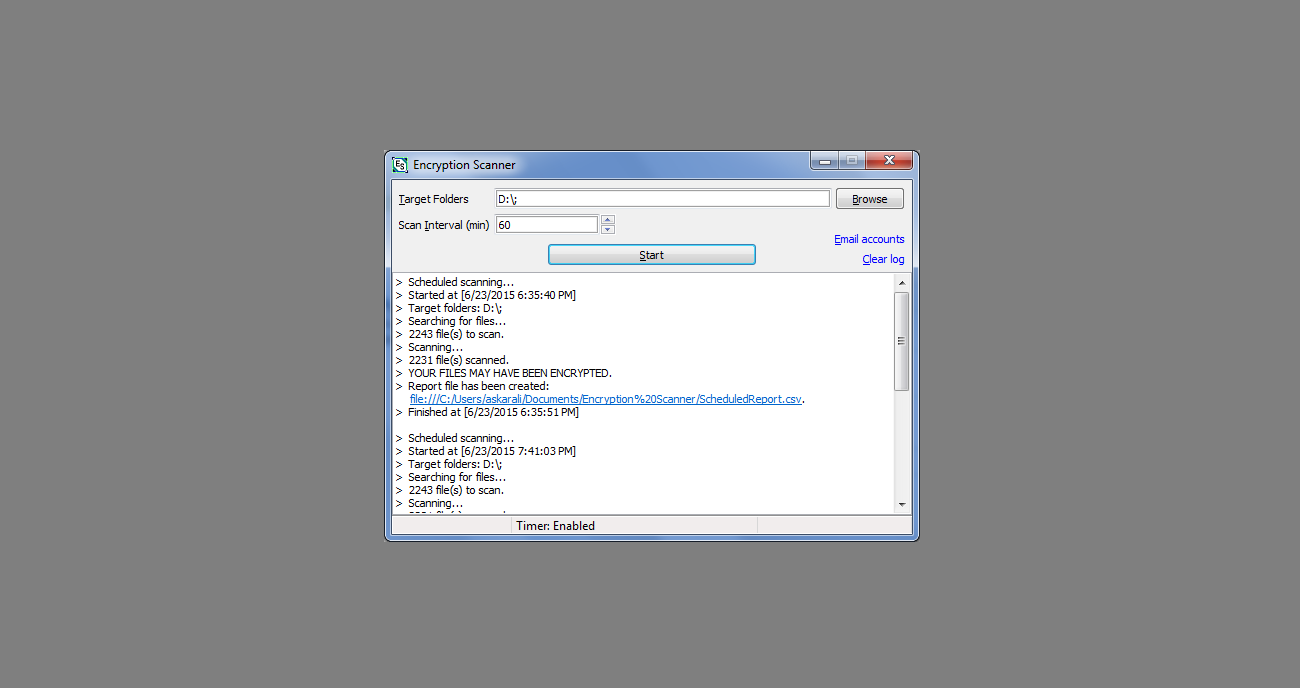 ES Encryption Scanner
Target Folders D:\; Browse
Scan Interval (min) 60
Email accounts
Start
Clear log
> Scheduled scanning...
> Started at [6/23/2015 6:35:40 PM]
> Target folders: D:\;
> Searching for files...
> 2243 file(s) to scan.
> Scanning...
> 2231 file(s) scanned.
> YOUR FILES MAY HAVE BEEN ENCRYPTED.
> Report file has been created:
file:///C:/Users/askarali/Documents/Encryption%20Scanner/ScheduledReport.csv.
> Finished at [6/23/2015 6:35:51 PM]
> Scheduled scanning...
> Started at [6/23/2015 7:41:03 PM]
> Target folders: D:\;
> Searching for files...
> 2243 file(s) to scan.
> Scanning...
Timer: Enabled